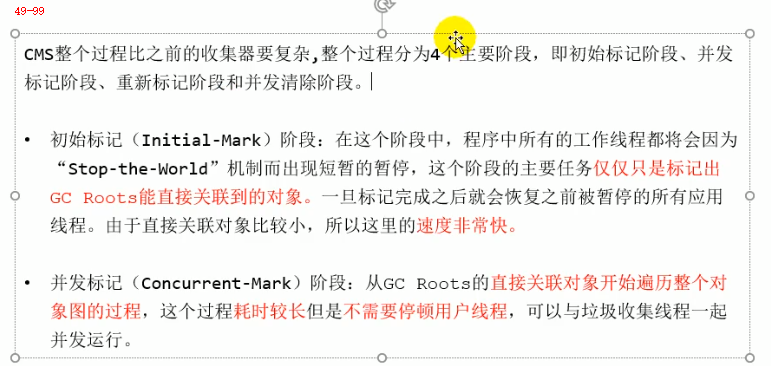 49-99
CMS整个过程比之前的收集器要复杂,整个过程分为4个主要阶段，即初始标记阶段、并发
标记阶段、重新标记阶段和并发清除阶段。
• 初始标记（Initial-Mark）阶段：在这个阶段中，程序中所有的工作线程都将会因为
“Stop-the-World”机制而出现短暂的暂停，这个阶段的主要任务仅仅只是标记出
GC Roots能直接关联到的对象。一旦标记完成之后就会恢复之前被暂停的所有应用
线程。由于直接关联对象比较小，所以这里的速度非常快。
• 并发标记（Concurrent-Mark）阶段：从GC Roots的直接关联对象开始遍历整个对
象图的过程，这个过程耗时较长但是不需要停顿用户线程，可以与垃圾收集线程一起
并发运行。